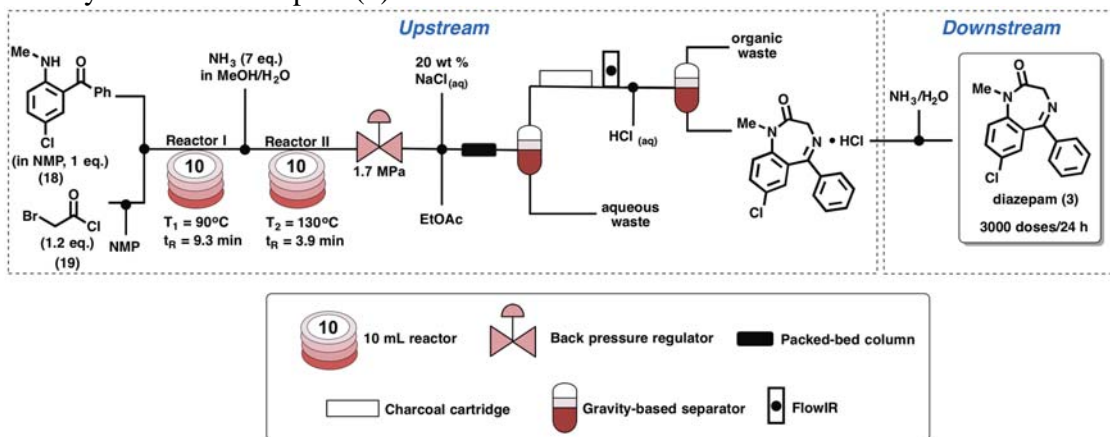 Upstream
Downstream
Me
NH
O
Ph
Cl
(in NMP, 1 eq.)
(18)
Br
O
Cl
(1.2 eq.)
(19)
NMP
Reactor I
10
T1 = 90ºC
tR = 9.3 min
NH3 (7 eq.)
in MeOH/H2O
Reactor II
10
T2 = 130ºC
tR = 3.9 min
1.7 MPa
20 wt %
NaCl(aq)
EtOAc
aqueous
waste
HCl (aq)
organic
waste
Me
N
O
N
Cl
• HCl
NH3/H2O
Me
N
O
N
Cl
diazepam (3)
3000 doses/24 h
10
10 mL reactor
Back pressure regulator
Packed-bed column
Charcoal cartridge
Gravity-based separator
FlowIR